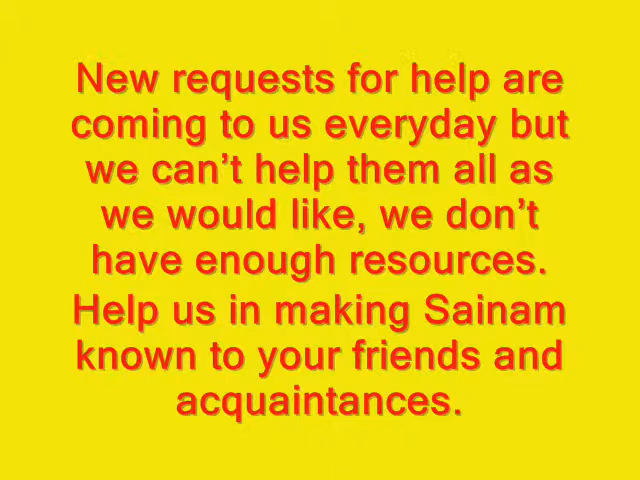 New requests for help are
coming to us everyday but
we can’t help them all as
we would like, we don’t
have enough resources.
Help us in making Sainam
known to your friends and
acquaintances.